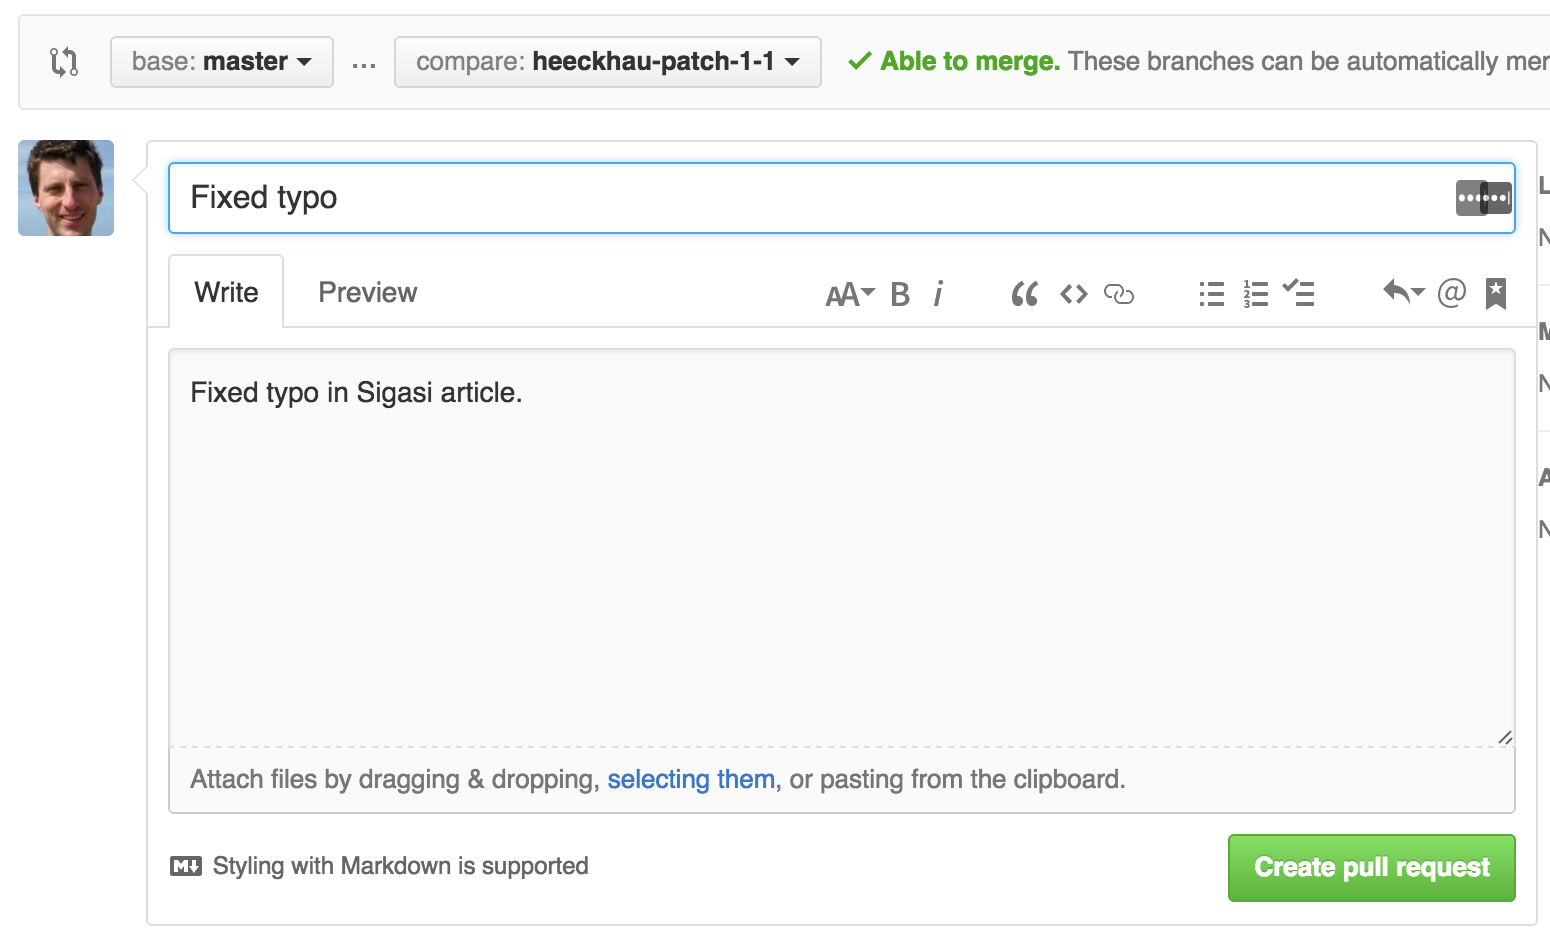 base: master ... compare: heeckhau-patch-1-1 Able to merge. These branches can be automatically mer
Fixed typo
L
N
Write Preview AA B i
M
N
Fixed typo in Sigasi article.
A
N
Attach files by dragging & dropping, selecting them, or pasting from the clipboard.
Styling with Markdown is supported
Create pull request